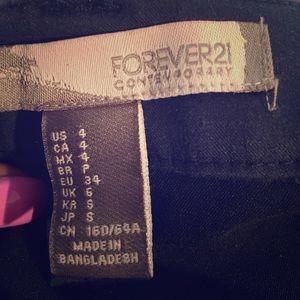 FOREVER21
CONTEMPORARY
US 4
CA 4
MX 4
BR P
EU 34
UK 6
KR S
JP S
CN 160/64A
MADE IN
BANGLADESH